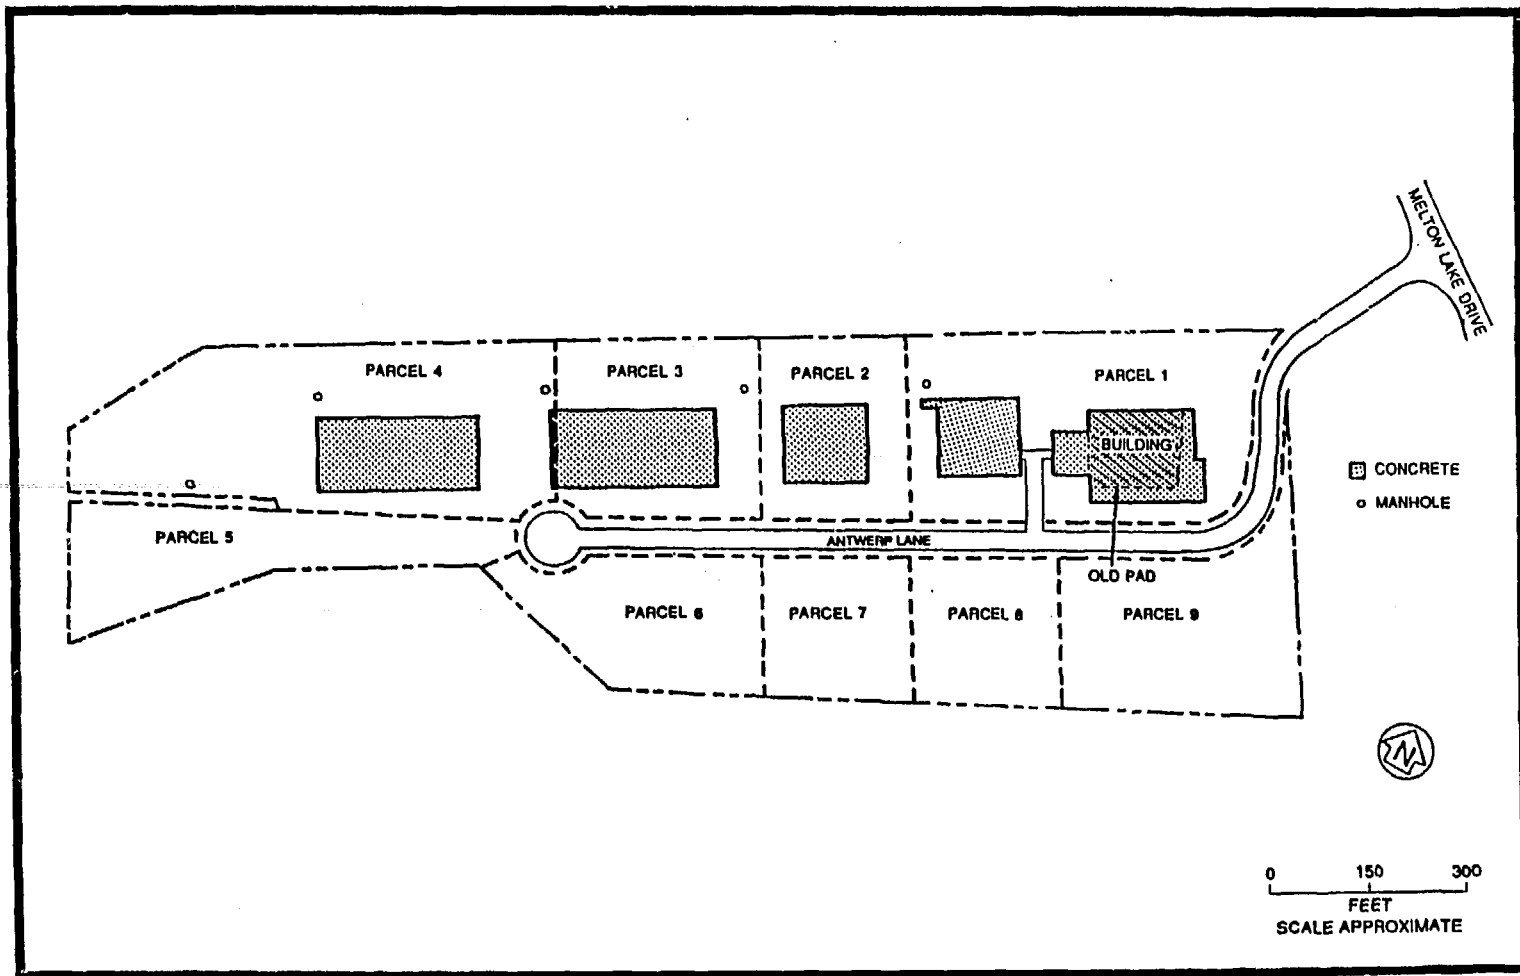 MELTON LAKE DRIVE
PARCEL 4
PARCEL 3
PARCEL 2
PARCEL 1
BUILDING
CONCRETE
MANHOLE
PARCEL 5
ANTWERP LANE
OLD PAD
PARCEL 6
PARCEL 7
PARCEL 8
PARCEL 9
N
0 150 300
FEET
SCALE APPROXIMATE